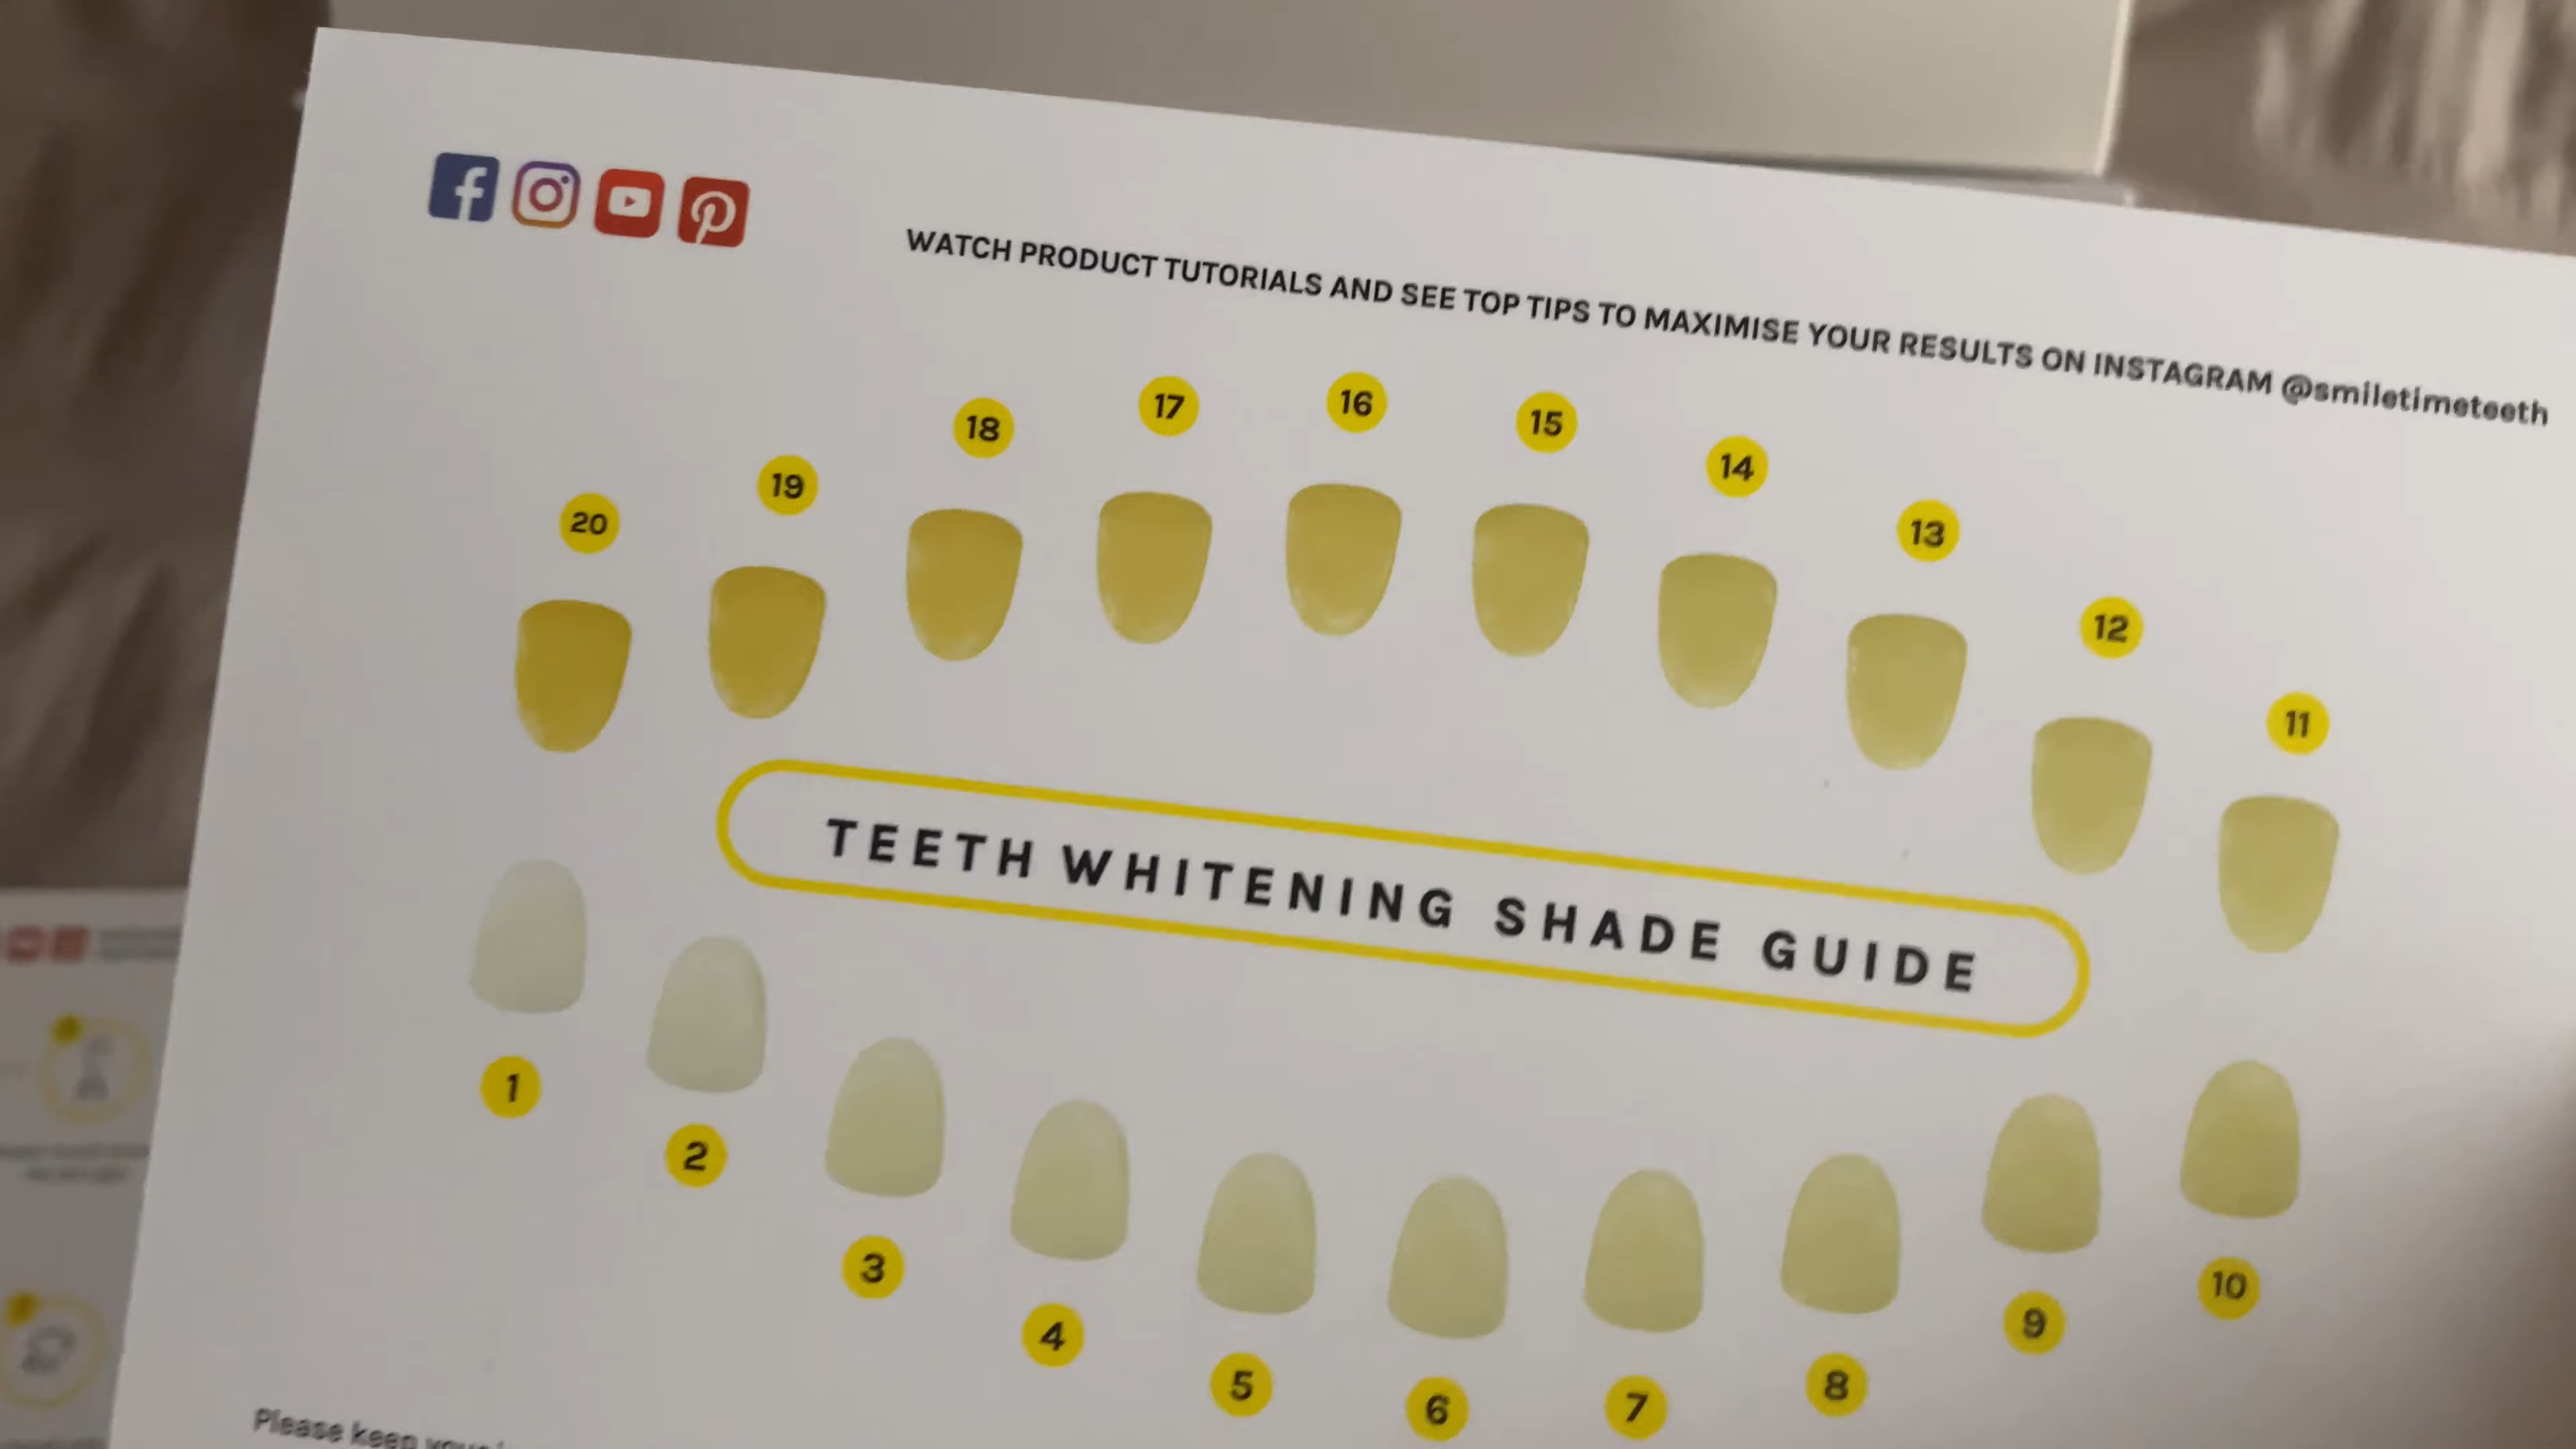 WATCH PRODUCT TUTORIALS AND SEE TOP TIPS TO MAXIMISE YOUR RESULTS ON INSTAGRAM @smiletimeteeth
20 19 18 17 16 15 14 13 12 11
TEETH WHITENING SHADE GUIDE
1 2 3 4 5 6 7 8 9 10
Please keep